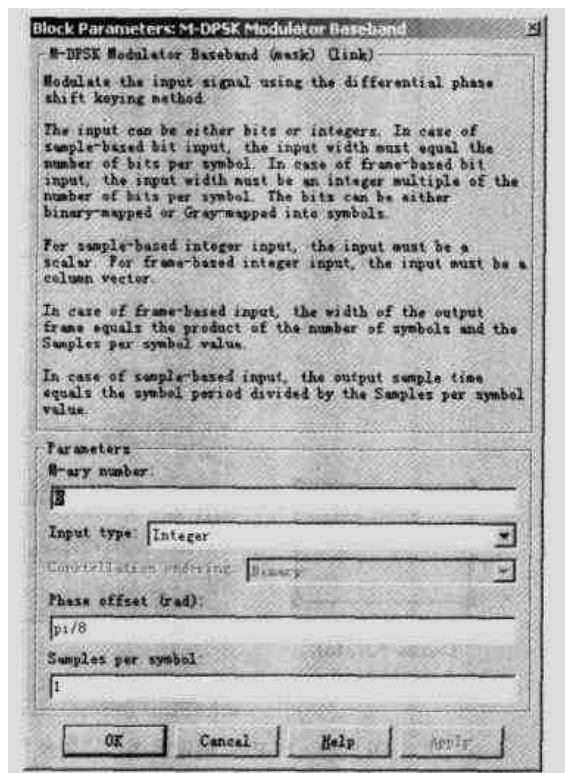 Block Parameters: M-DPSK Modulator Baseband
M-DPSK Modulator Baseband (mask) (link)
Modulate the input signal using the differential phase
shift keying method.
The input can be either bits or integers. In case of
sample-based bit input, the input width must equal the
number of bits per symbol. In case of frame-based bit
input, the input width must be an integer multiple of the
number of bits per symbol. The bits can be either
binary-mapped or Gray-mapped into symbols.
For sample-based integer input, the input must be a
scalar. For frame-based integer input, the input must be a
column vector.
In case of frame-based input, the width of the output
frame equals the product of the number of symbols and the
Samples per symbol value.
In case of sample-based input, the output sample time
equals the symbol period divided by the Samples per symbol
value.
Parameters
M-ary number:
8
Input type: Integer
Constellation ordering: Binary
Phase offset (rad):
pi/8
Samples per symbol:
1
OK Cancel Help Apply